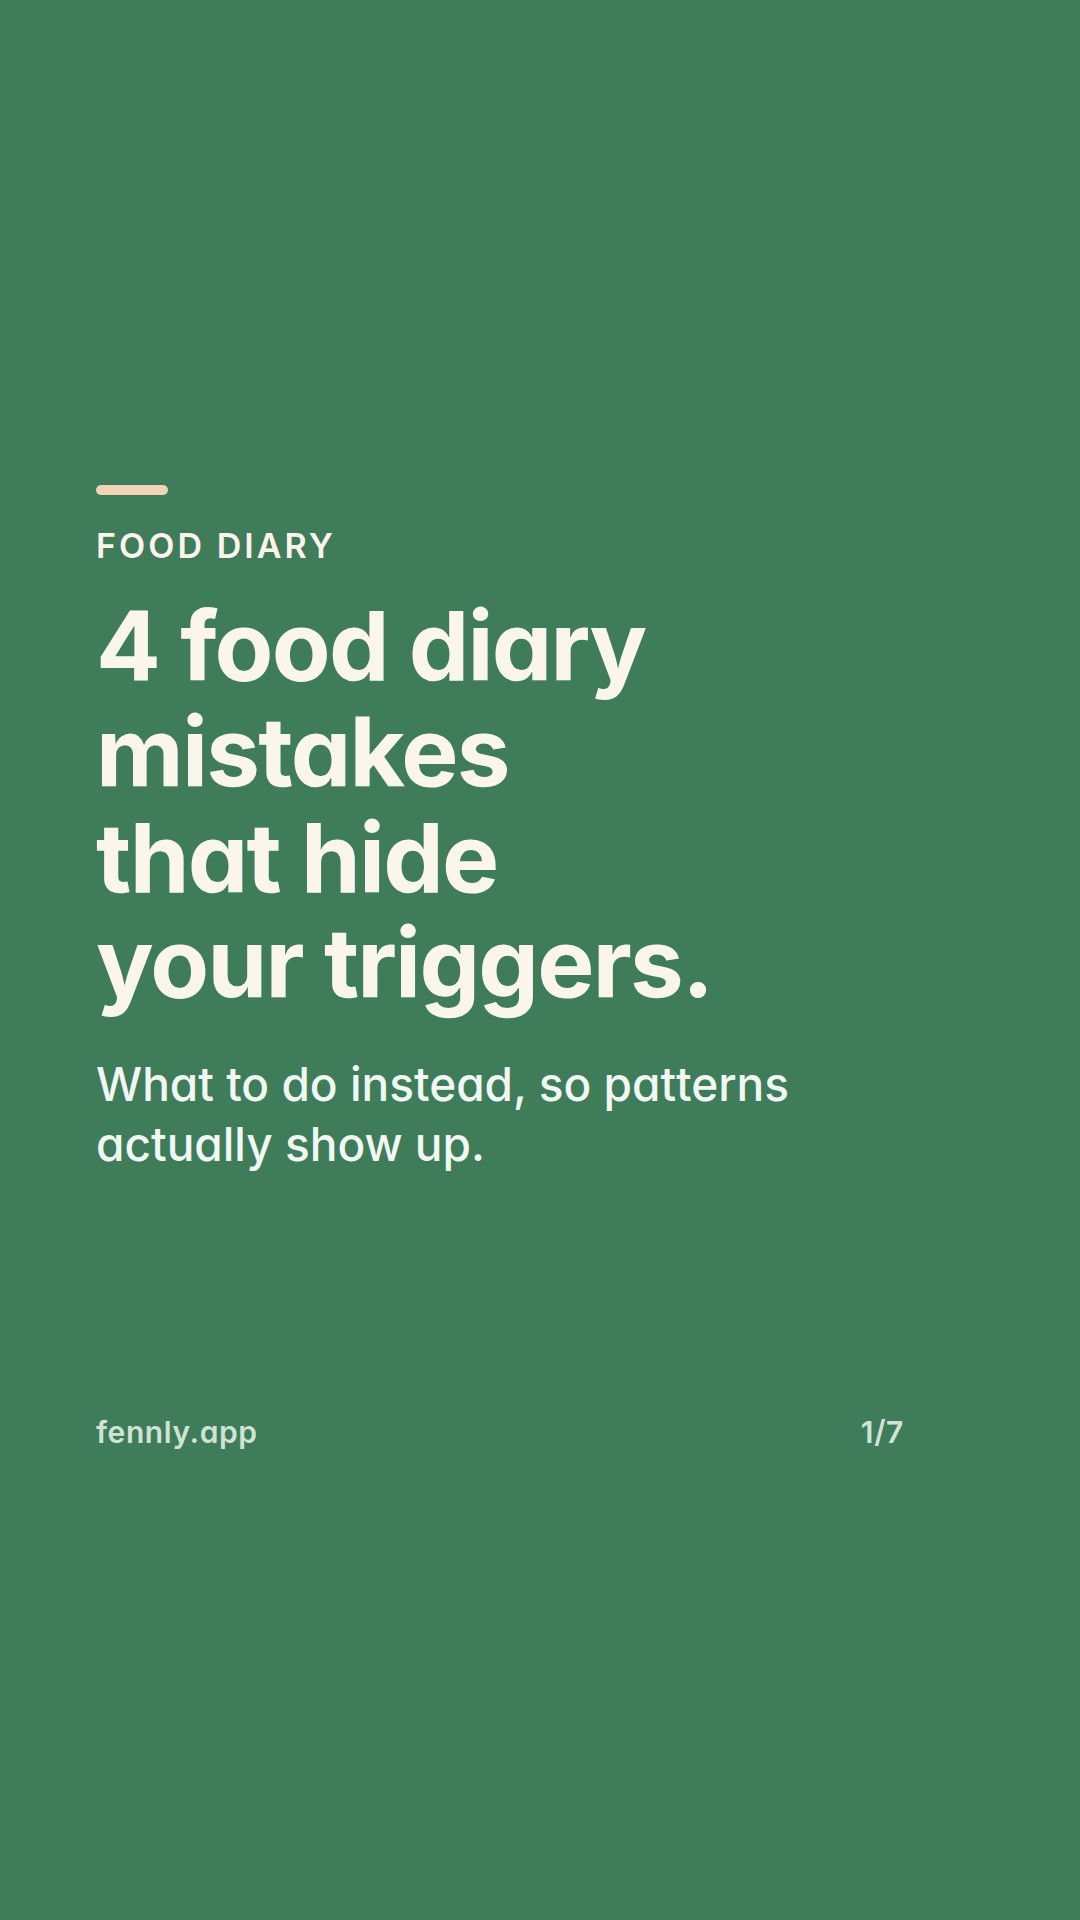 FOOD DIARY
4 food diary
mistakes
that hide
your triggers.
What to do instead, so patterns
actually show up.
fennly.app
1/7